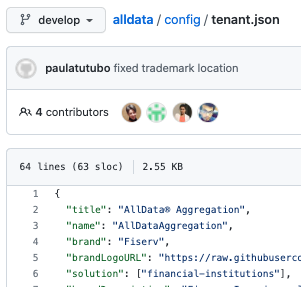 develop alldata / config / tenant.json
paulatutubo fixed trademark location
4 contributors
64 lines (63 sloc) 2.55 KB
1 {
2 "title": "AllData® Aggregation",
3 "name": "AllDataAggregation",
4 "brand": "Fiserv",
5 "brandLogoURL": "https://raw.githubuserco
6 "solution": ["financial-institutions"],